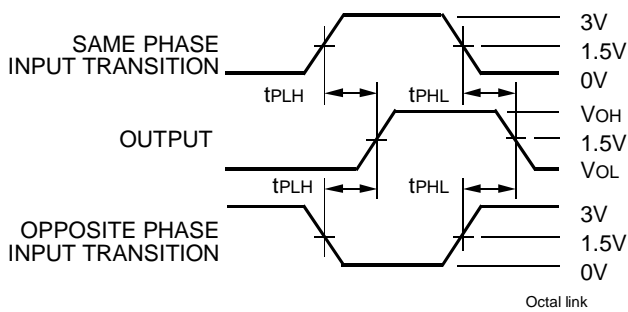 SAME PHASE
INPUT TRANSITION
3V
1.5V
0V
tPLH
tPHL
OUTPUT
VOH
1.5V
VOL
tPLH
tPHL
OPPOSITE PHASE
INPUT TRANSITION
3V
1.5V
0V
Octal link